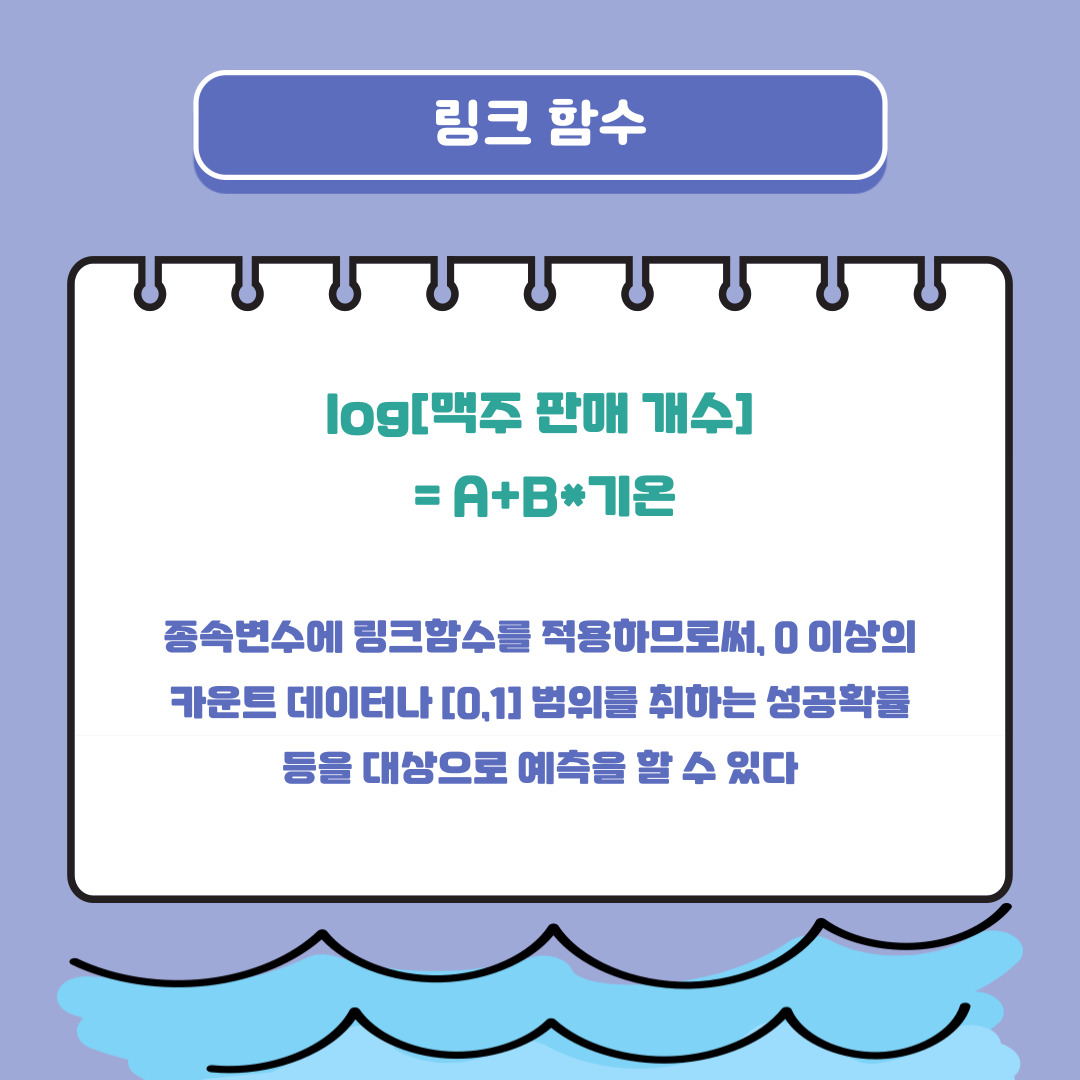 링크 함수
log[맥주 판매 개수]
= A+B*기온
종속변수에 링크함수를 적용하므로써, 0 이상의
카운트 데이터나 [0,1] 범위를 취하는 성공확률
등을 대상으로 예측을 할 수 있다